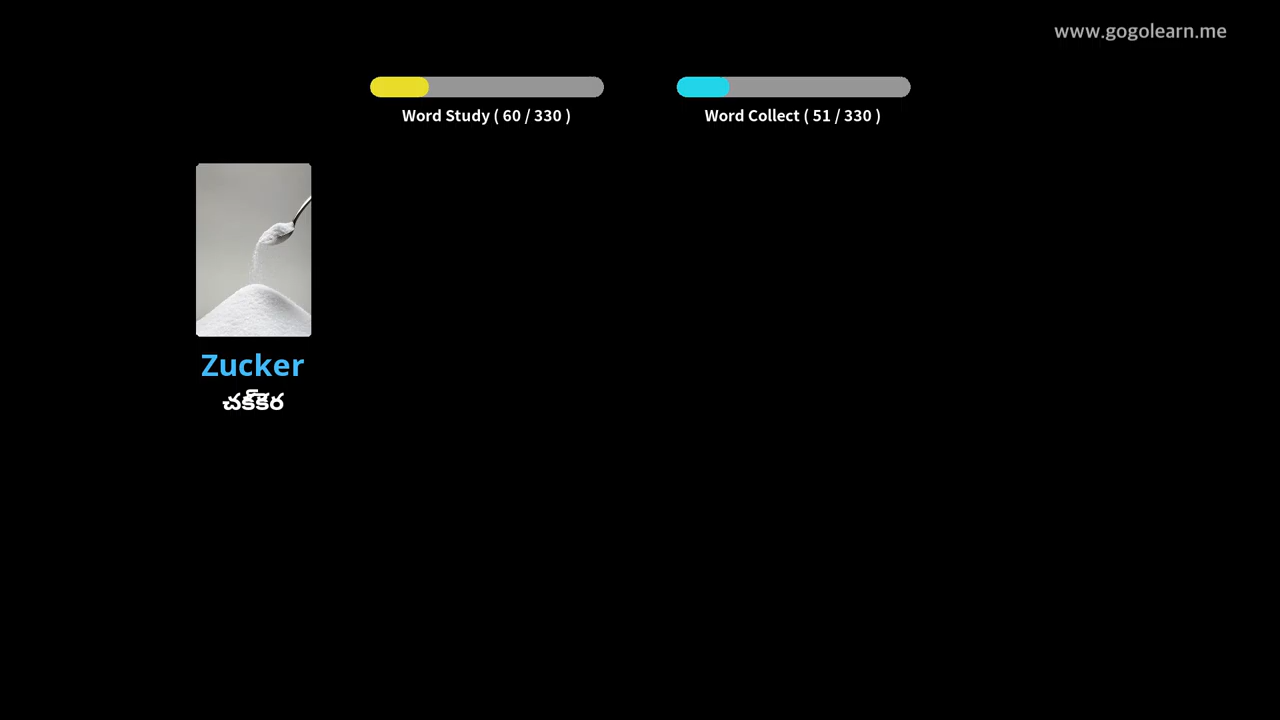 www.gogolearn.me
Word Study ( 60 / 330 )
Word Collect ( 51 / 330 )
Zucker
చక్కెర